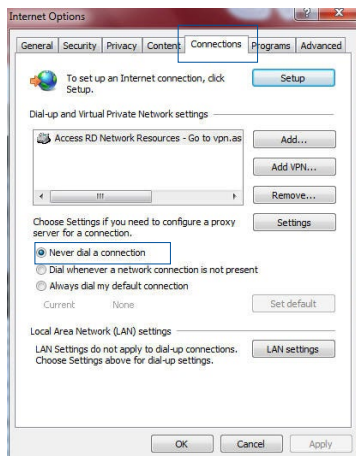 Internet Options
General Security Privacy Content Connections Programs Advanced
To set up an Internet connection, click
Setup.
Setup
Dial-up and Virtual Private Network settings
Access RD Network Resources - Go to vpn.as
Add...
Add VPN...
Remove...
Choose Settings if you need to configure a proxy
server for a connection.
Settings
Never dial a connection
Dial whenever a network connection is not present
Always dial my default connection
Current None
Set default
Local Area Network (LAN) settings
LAN Settings do not apply to dial-up connections.
Choose Settings above for dial-up settings.
LAN settings
OK Cancel Apply